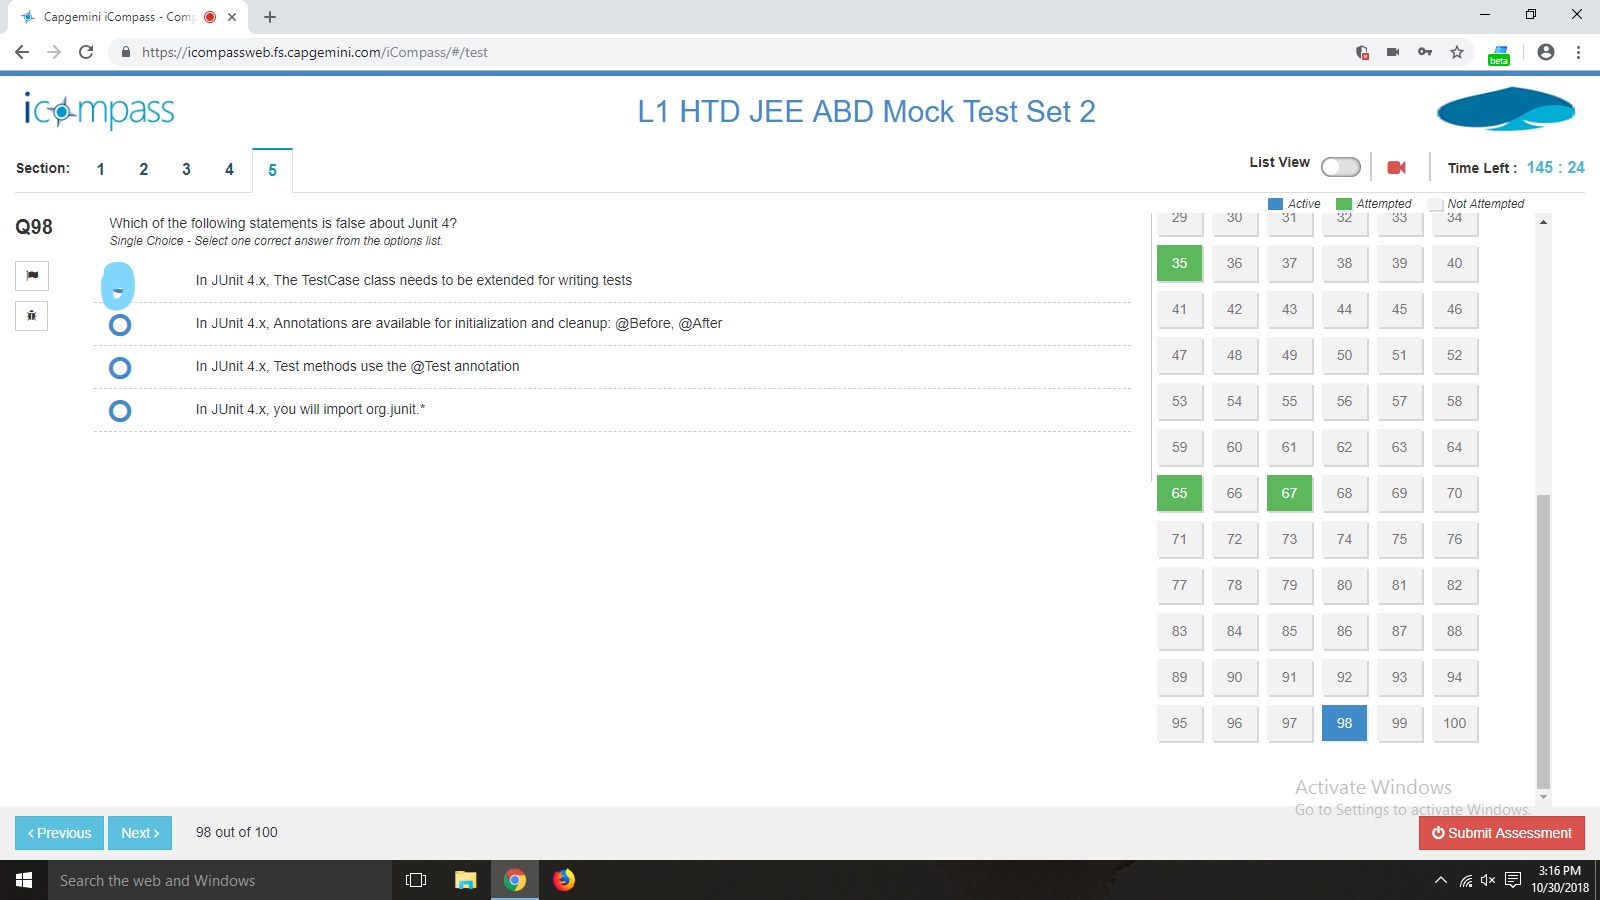 Capgemini iCompass - Comp
https://icompassweb.fs.capgemini.com/iCompass/#/test
beta
icompass
L1 HTD JEE ABD Mock Test Set 2
Section: 1 2 3 4 5
List View
Time Left : 145 : 24
Active Attempted Not Attempted
Q98
Which of the following statements is false about Junit 4?
Single Choice - Select one correct answer from the options list.
In JUnit 4.x, The TestCase class needs to be extended for writing tests
In JUnit 4.x, Annotations are available for initialization and cleanup: @Before, @After
In JUnit 4.x, Test methods use the @Test annotation
In JUnit 4.x, you will import org.junit.*
29 30 31 32 33 34
35 36 37 38 39 40
41 42 43 44 45 46
47 48 49 50 51 52
53 54 55 56 57 58
59 60 61 62 63 64
65 66 67 68 69 70
71 72 73 74 75 76
77 78 79 80 81 82
83 84 85 86 87 88
89 90 91 92 93 94
95 96 97 98 99 100
Activate Windows
Go to Settings to activate Windows.
Previous
Next
98 out of 100
Submit Assessment
Search the web and Windows
3:16 PM
10/30/2018